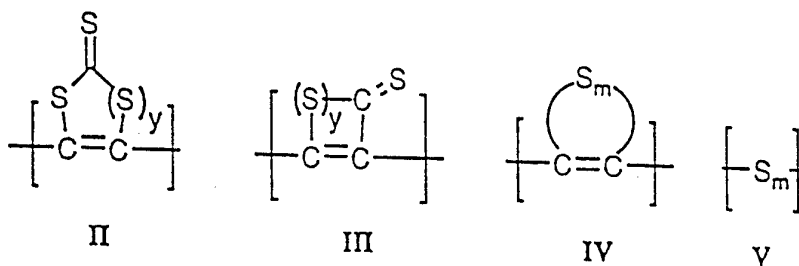 S
S (S)y
C=C
II
(S)y C S
C=C
III
Sm
C=C
IV
Sm
V